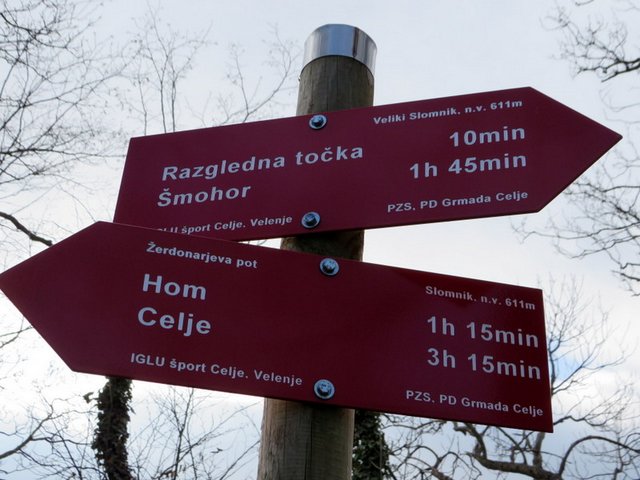 Veliki Slomnik. n.v. 611m
Razgledna točka 10min
Šmohor 1h 45min
šport Celje. Velenje PZS. PD Grmada Celje
Žerdonarjeva pot Slomnik. n.v. 611m
Hom 1h 15min
Celje 3h 15min
IGLU šport Celje. Velenje PZS. PD Grmada Celje